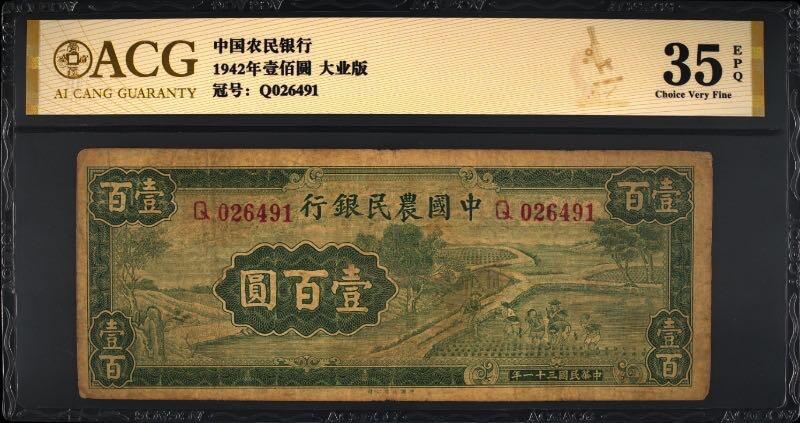 ACG
AI CANG GUARANTY
中国农民银行
1942年壹佰圆 大业版
冠号：Q026491
35
EPQ
Choice Very Fine
壹百
壹百
Q 026491
中國農民銀行
Q 026491
壹百圓
壹百
壹百
中華民國三十一年